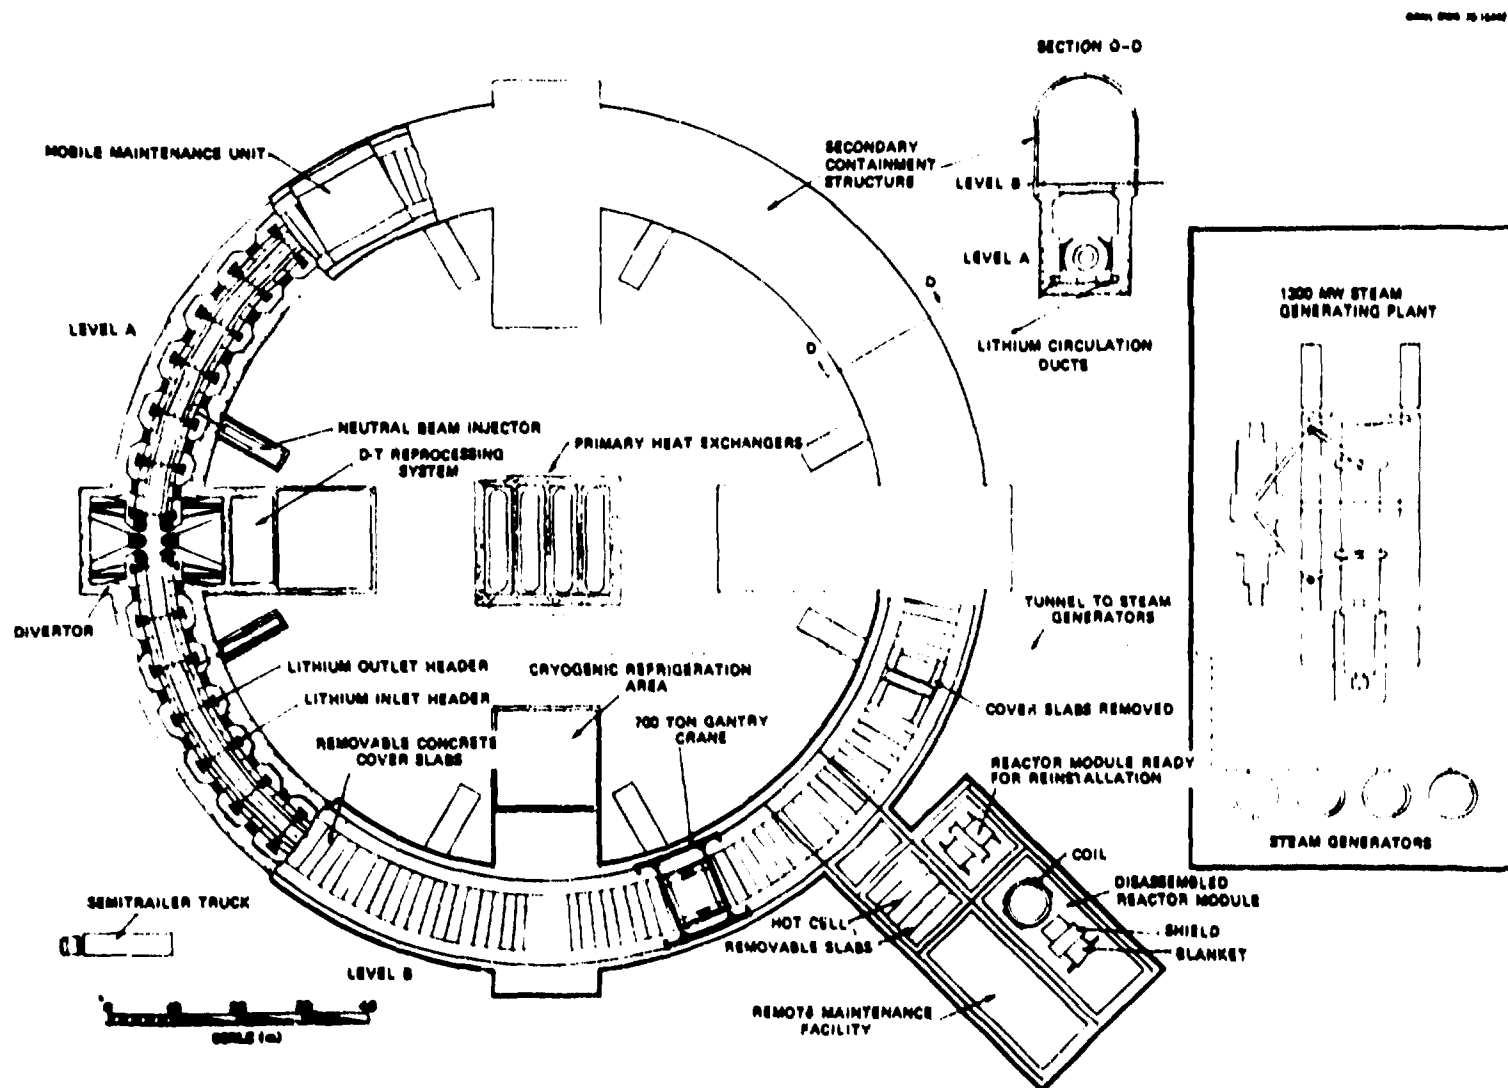 SECTION D-D
MOBILE MAINTENANCE UNIT
SECONDARY
CONTAINMENT
STRUCTURE
LEVEL B
LEVEL A
D
D
LITHIUM CIRCULATION
DUCTS
1300 MW STEAM
GENERATING PLANT
LEVEL A
NEUTRAL BEAM INJECTOR
D-T REPROCESSING
SYSTEM
PRIMARY HEAT EXCHANGERS
DIVERTOR
TUNNEL TO STEAM
GENERATORS
LITHIUM OUTLET HEADER
LITHIUM INLET HEADER
CRYOGENIC REFRIGERATION
AREA
REMOVABLE CONCRETE
COVER SLABS
700 TON GANTRY
CRANE
COVER SLABS REMOVED
REACTOR MODULE READY
FOR REINSTALLATION
STEAM GENERATORS
COIL
DISASSEMBLED
REACTOR MODULE
SHIELD
BLANKET
SEMITRAILER TRUCK
HOT CELL
REMOVABLE SLABS
LEVEL B
REMOTE MAINTENANCE
FACILITY
0
SCALE (m)